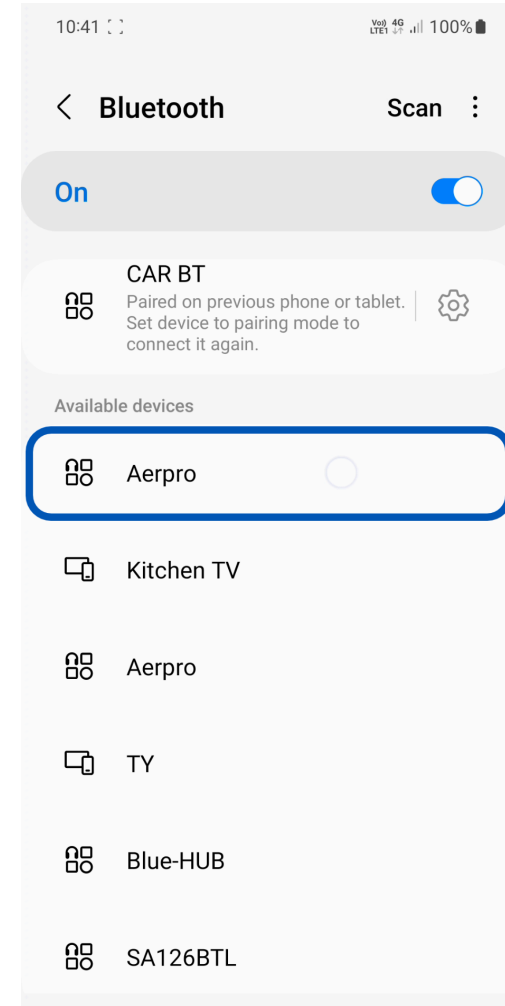 10:41 Vo) 4G LTE1 100%
Bluetooth Scan
On
CAR BT
Paired on previous phone or tablet.
Set device to pairing mode to
connect it again.
Available devices
Aerpro
Kitchen TV
Aerpro
TY
Blue-HUB
SA126BTL